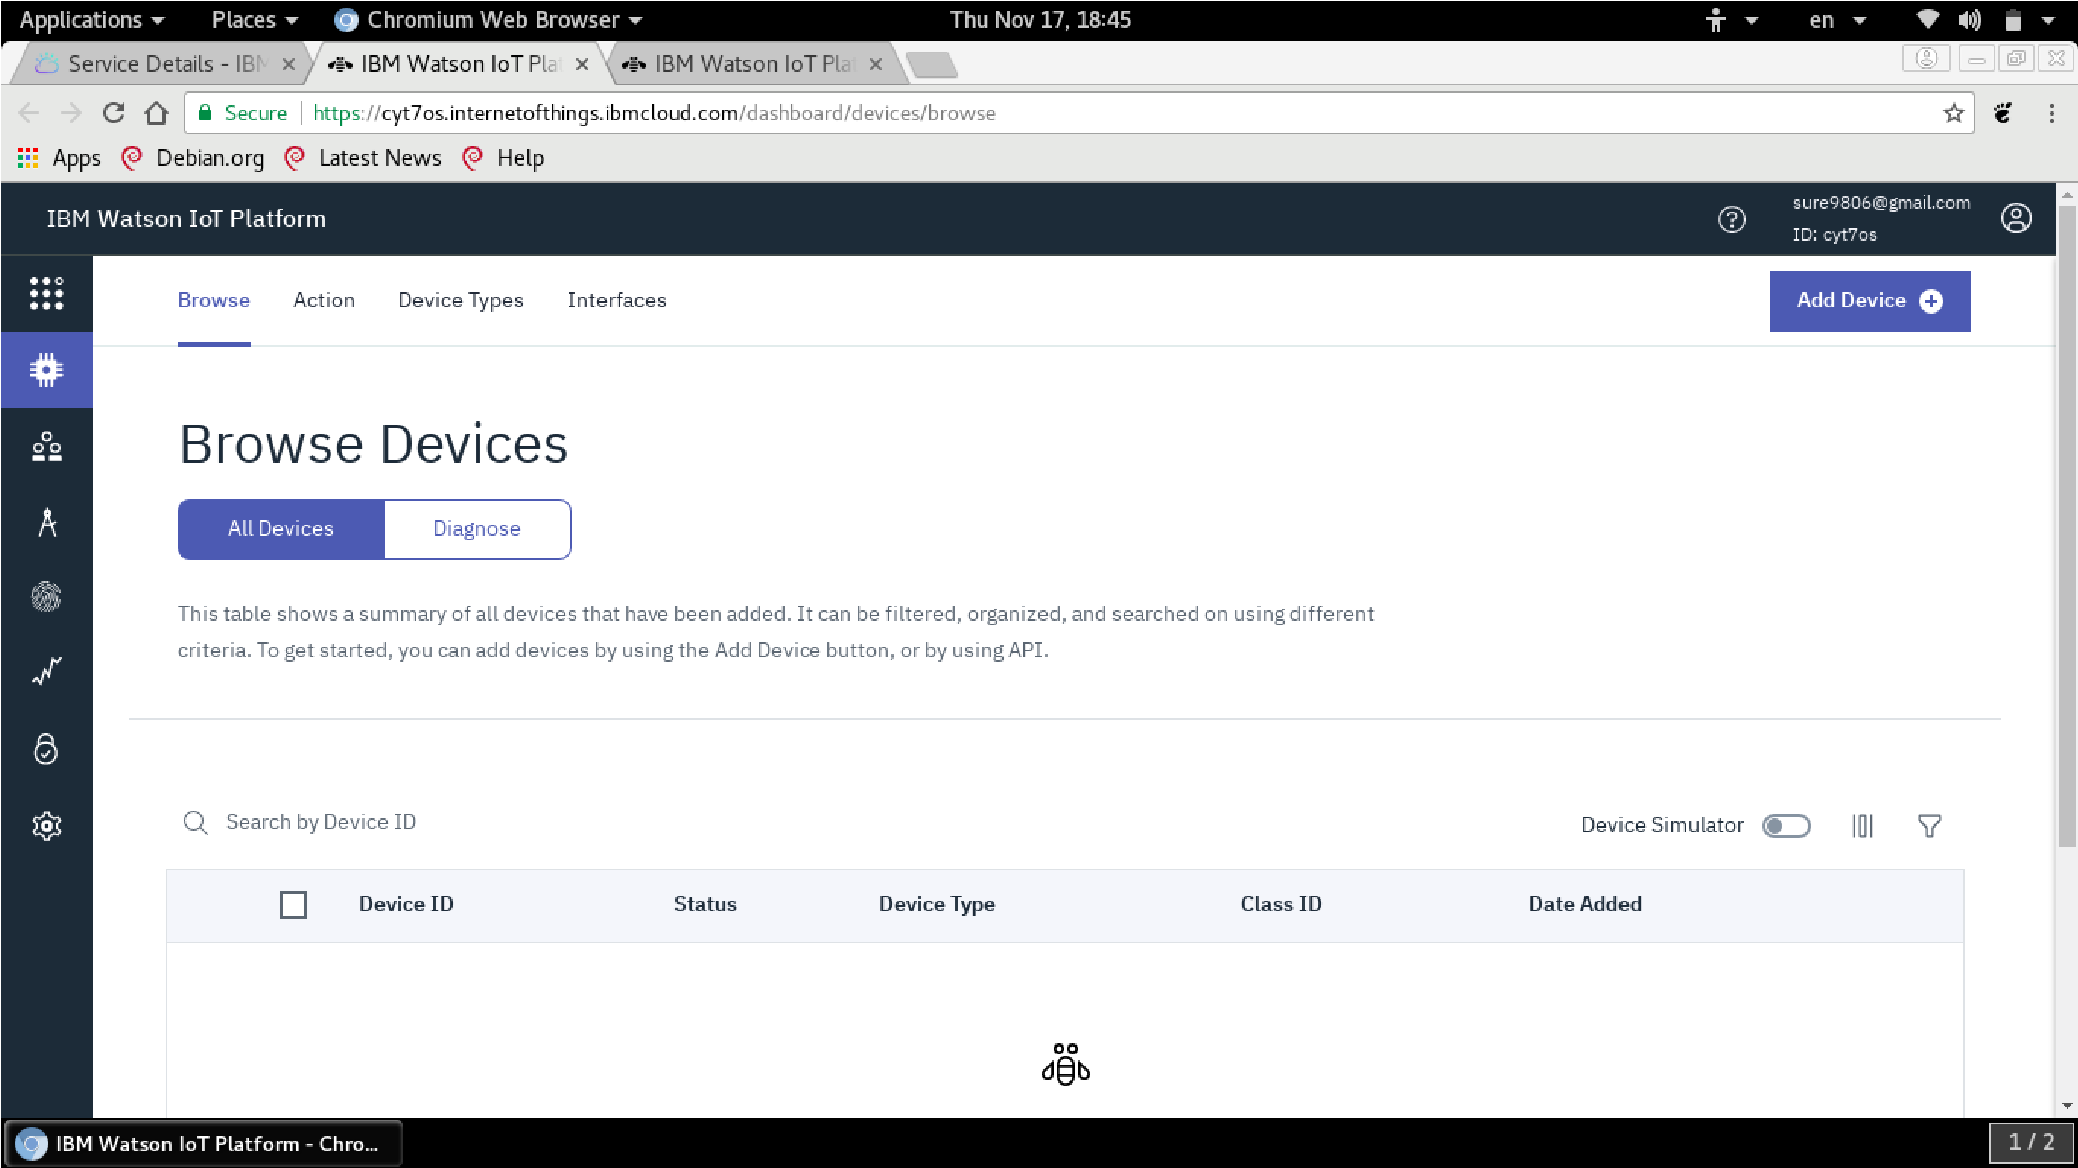 Applications Places Chromium Web Browser Thu Nov 17, 18:45 en
Service Details - IBM IBM Watson IoT Plat IBM Watson IoT Plat
Secure https://cyt7os.internetofthings.ibmcloud.com/dashboard/devices/browse
Apps Debian.org Latest News Help
IBM Watson IoT Platform
sure9806@gmail.com
ID: cyt7os
Browse Action Device Types Interfaces Add Device
Browse Devices
All Devices Diagnose
This table shows a summary of all devices that have been added. It can be filtered, organized, and searched on using different
criteria. To get started, you can add devices by using the Add Device button, or by using API.
Search by Device ID Device Simulator
Device ID Status Device Type Class ID Date Added
IBM Watson IoT Platform - Chro... 1 / 2